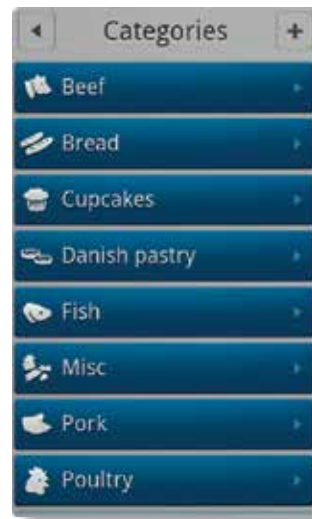 Categories
Beef
Bread
Cupcakes
Danish pastry
Fish
Misc
Pork
Poultry